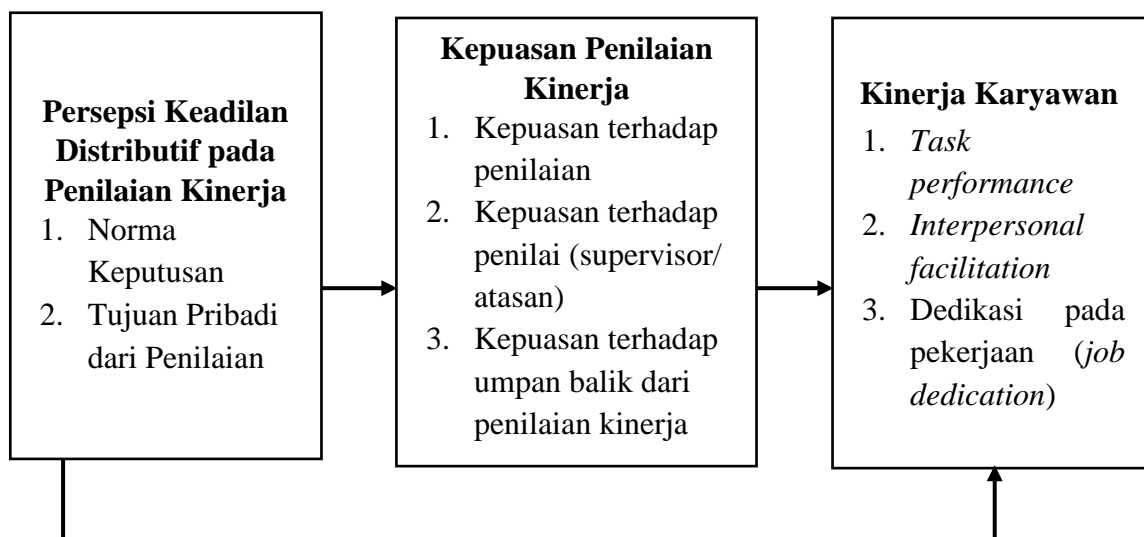 Persepsi Keadilan
Distributif pada
Penilaian Kinerja
1. Norma
Keputusan
2. Tujuan Pribadi
dari Penilaian
Kepuasan Penilaian
Kinerja
1. Kepuasan terhadap
penilaian
2. Kepuasan terhadap
penilai (supervisor/
atasan)
3. Kepuasan terhadap
umpan balik dari
penilaian kinerja
Kinerja Karyawan
1. Task
performance
2. Interpersonal
facilitation
3. Dedikasi pada
pekerjaan (job
dedication)